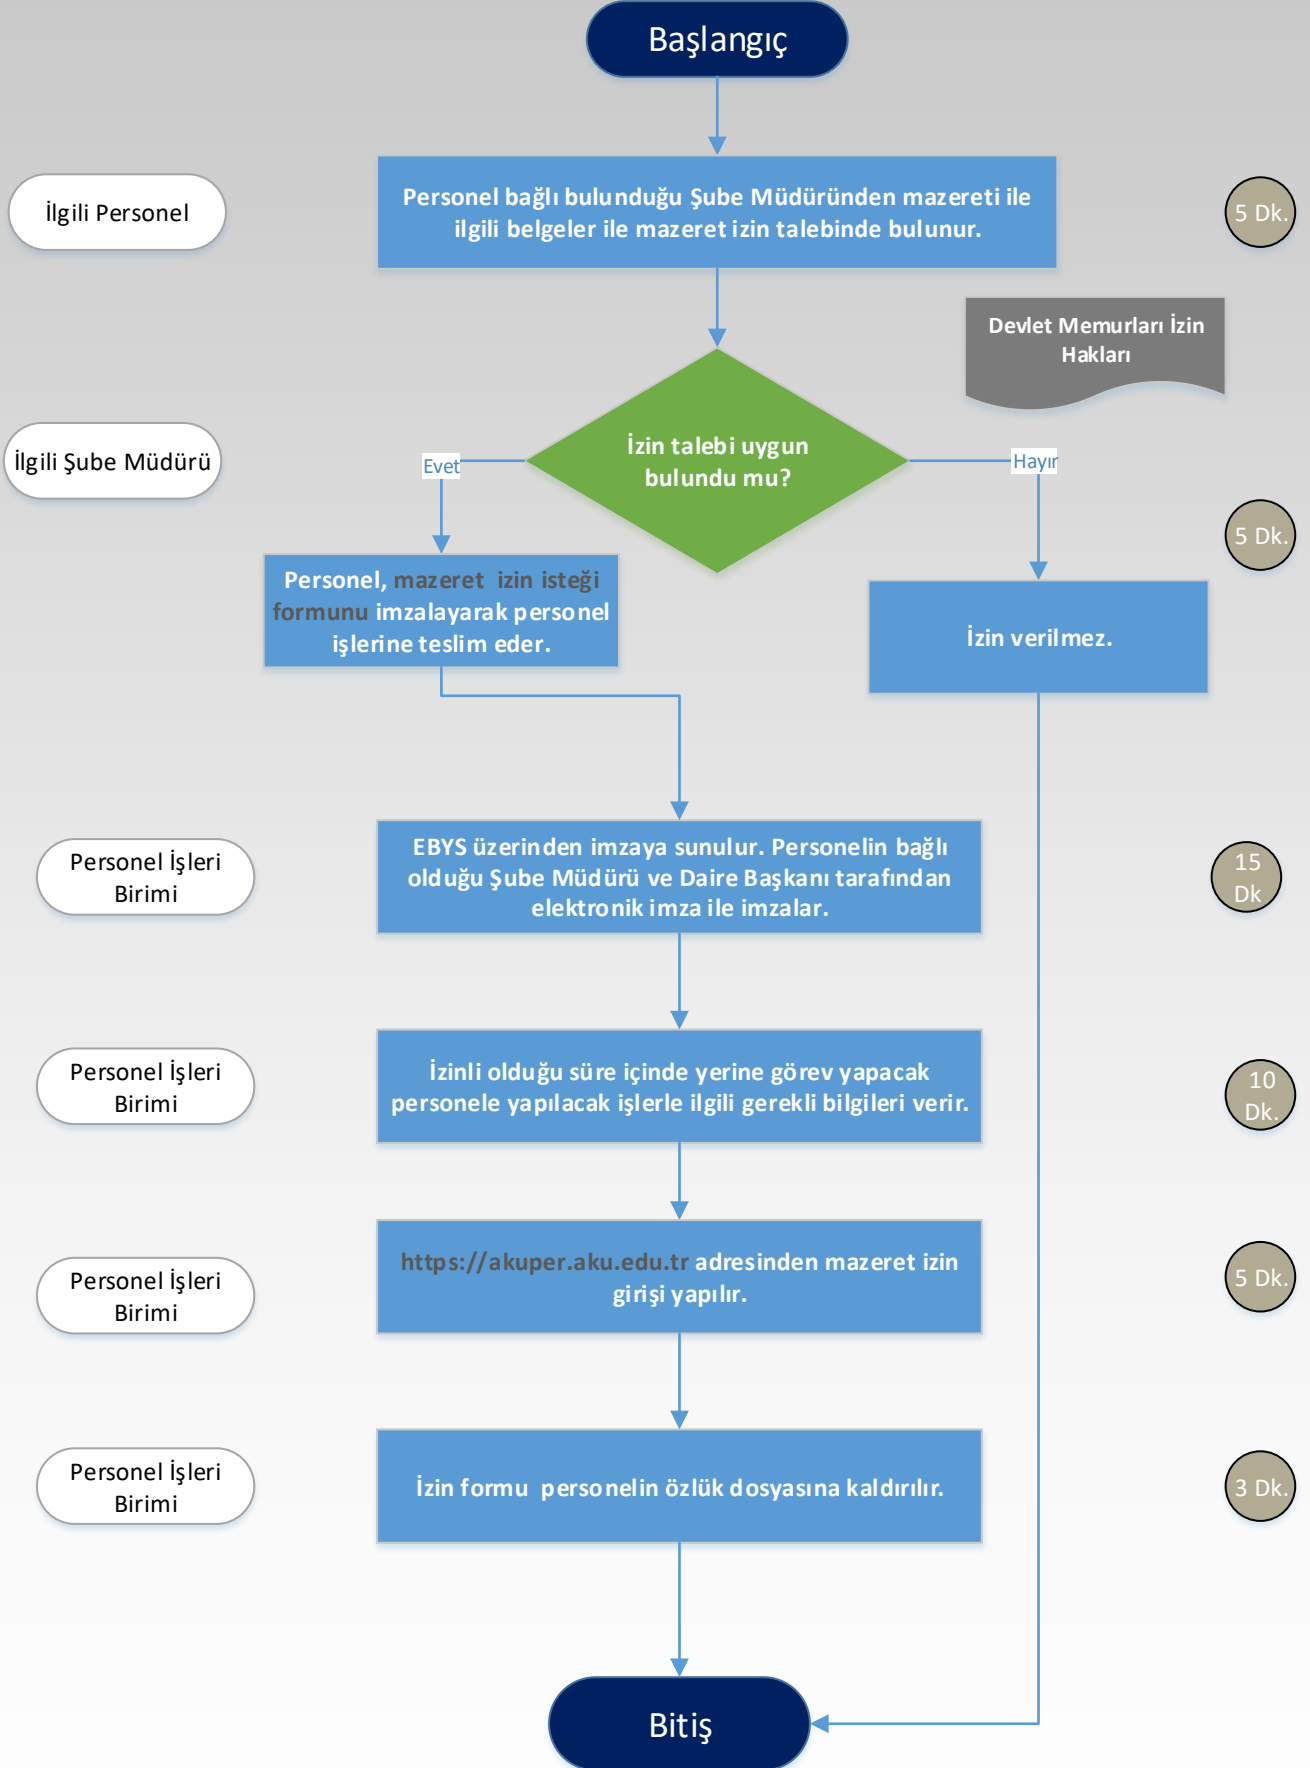 Başlangıç
İlgili Personel
Personel bağlı bulunduğu Şube Müdüründen mazereti ile
ilgili belgeler ile mazeret izin talebinde bulunur.
5 Dk.
Devlet Memurları İzin
Hakları
İlgili Şube Müdürü
İzin talebi uygun
bulundu mu?
Evet
Hayır
5 Dk.
Personel, mazeret  izin isteği
formunu imzalayarak personel
işlerine teslim eder.
İzin verilmez.
Personel İşleri
Birimi
EBYS üzerinden imzaya sunulur. Personelin bağlı
olduğu Şube Müdürü ve Daire Başkanı tarafından
elektronik imza ile imzalar.
15
Dk
Personel İşleri
Birimi
İzinli olduğu süre içinde yerine görev yapacak
personele yapılacak işlerle ilgili gerekli bilgileri verir.
10
Dk.
Personel İşleri
Birimi
https://akuper.aku.edu.tr adresinden mazeret izin
girişi yapılır.
5 Dk.
Personel İşleri
Birimi
İzin formu  personelin özlük dosyasına kaldırılır.
3 Dk.
Bitiş